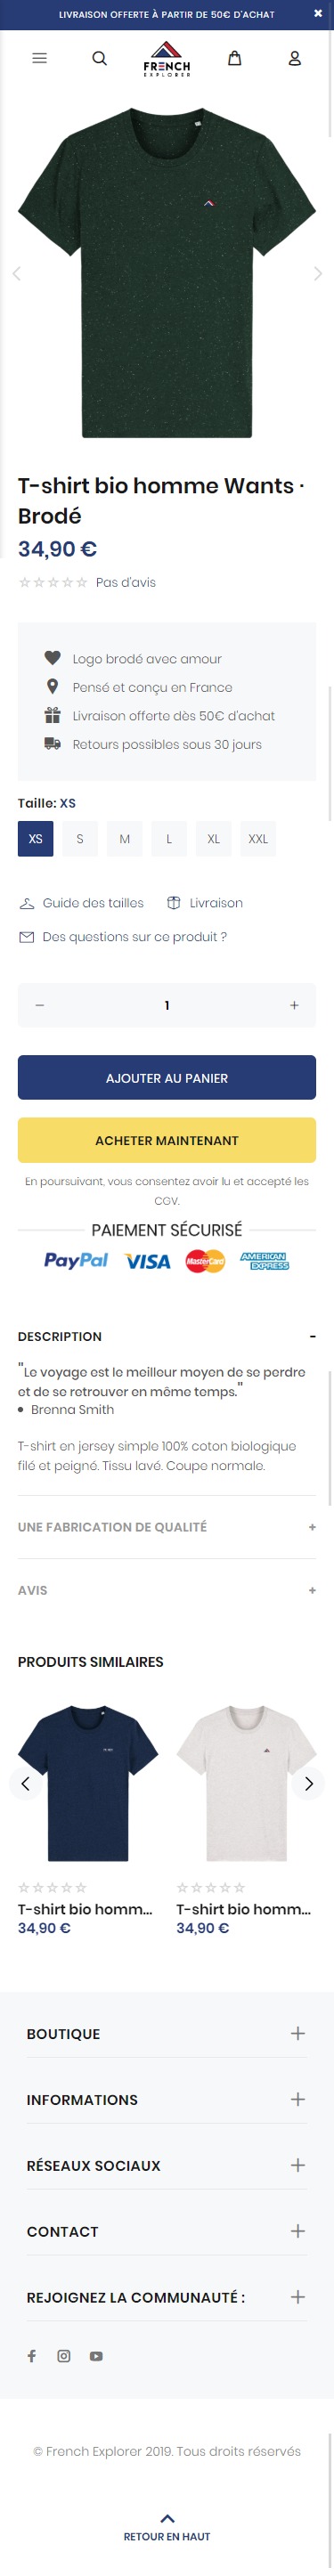 LIVRAISON OFFERTE À PARTIR DE 50€ D'ACHAT
FRENCH
EXPLORER
T-shirt bio homme Wants ·
Brodé
34,90 €
Pas d'avis
Logo brodé avec amour
Pensé et conçu en France
Livraison offerte dès 50€ d'achat
Retours possibles sous 30 jours
Taille: XS
XS S M L XL XXL
Guide des tailles Livraison
Des questions sur ce produit ?
− 1 +
AJOUTER AU PANIER
ACHETER MAINTENANT
En poursuivant, vous consentez avoir lu et accepté les
CGV.
PAIEMENT SÉCURISÉ
PayPal VISA MasterCard AMERICAN EXPRESS
DESCRIPTION -
"Le voyage est le meilleur moyen de se perdre
et de se retrouver en même temps."
• Brenna Smith
T-shirt en jersey simple 100% coton biologique
filé et peigné. Tissu lavé. Coupe normale.
UNE FABRICATION DE QUALITÉ +
AVIS +
PRODUITS SIMILAIRES
T-shirt bio homm... T-shirt bio homm...
34,90 € 34,90 €
BOUTIQUE +
INFORMATIONS +
RÉSEAUX SOCIAUX +
CONTACT +
REJOIGNEZ LA COMMUNAUTÉ : +
© French Explorer 2019. Tous droits réservés
RETOUR EN HAUT